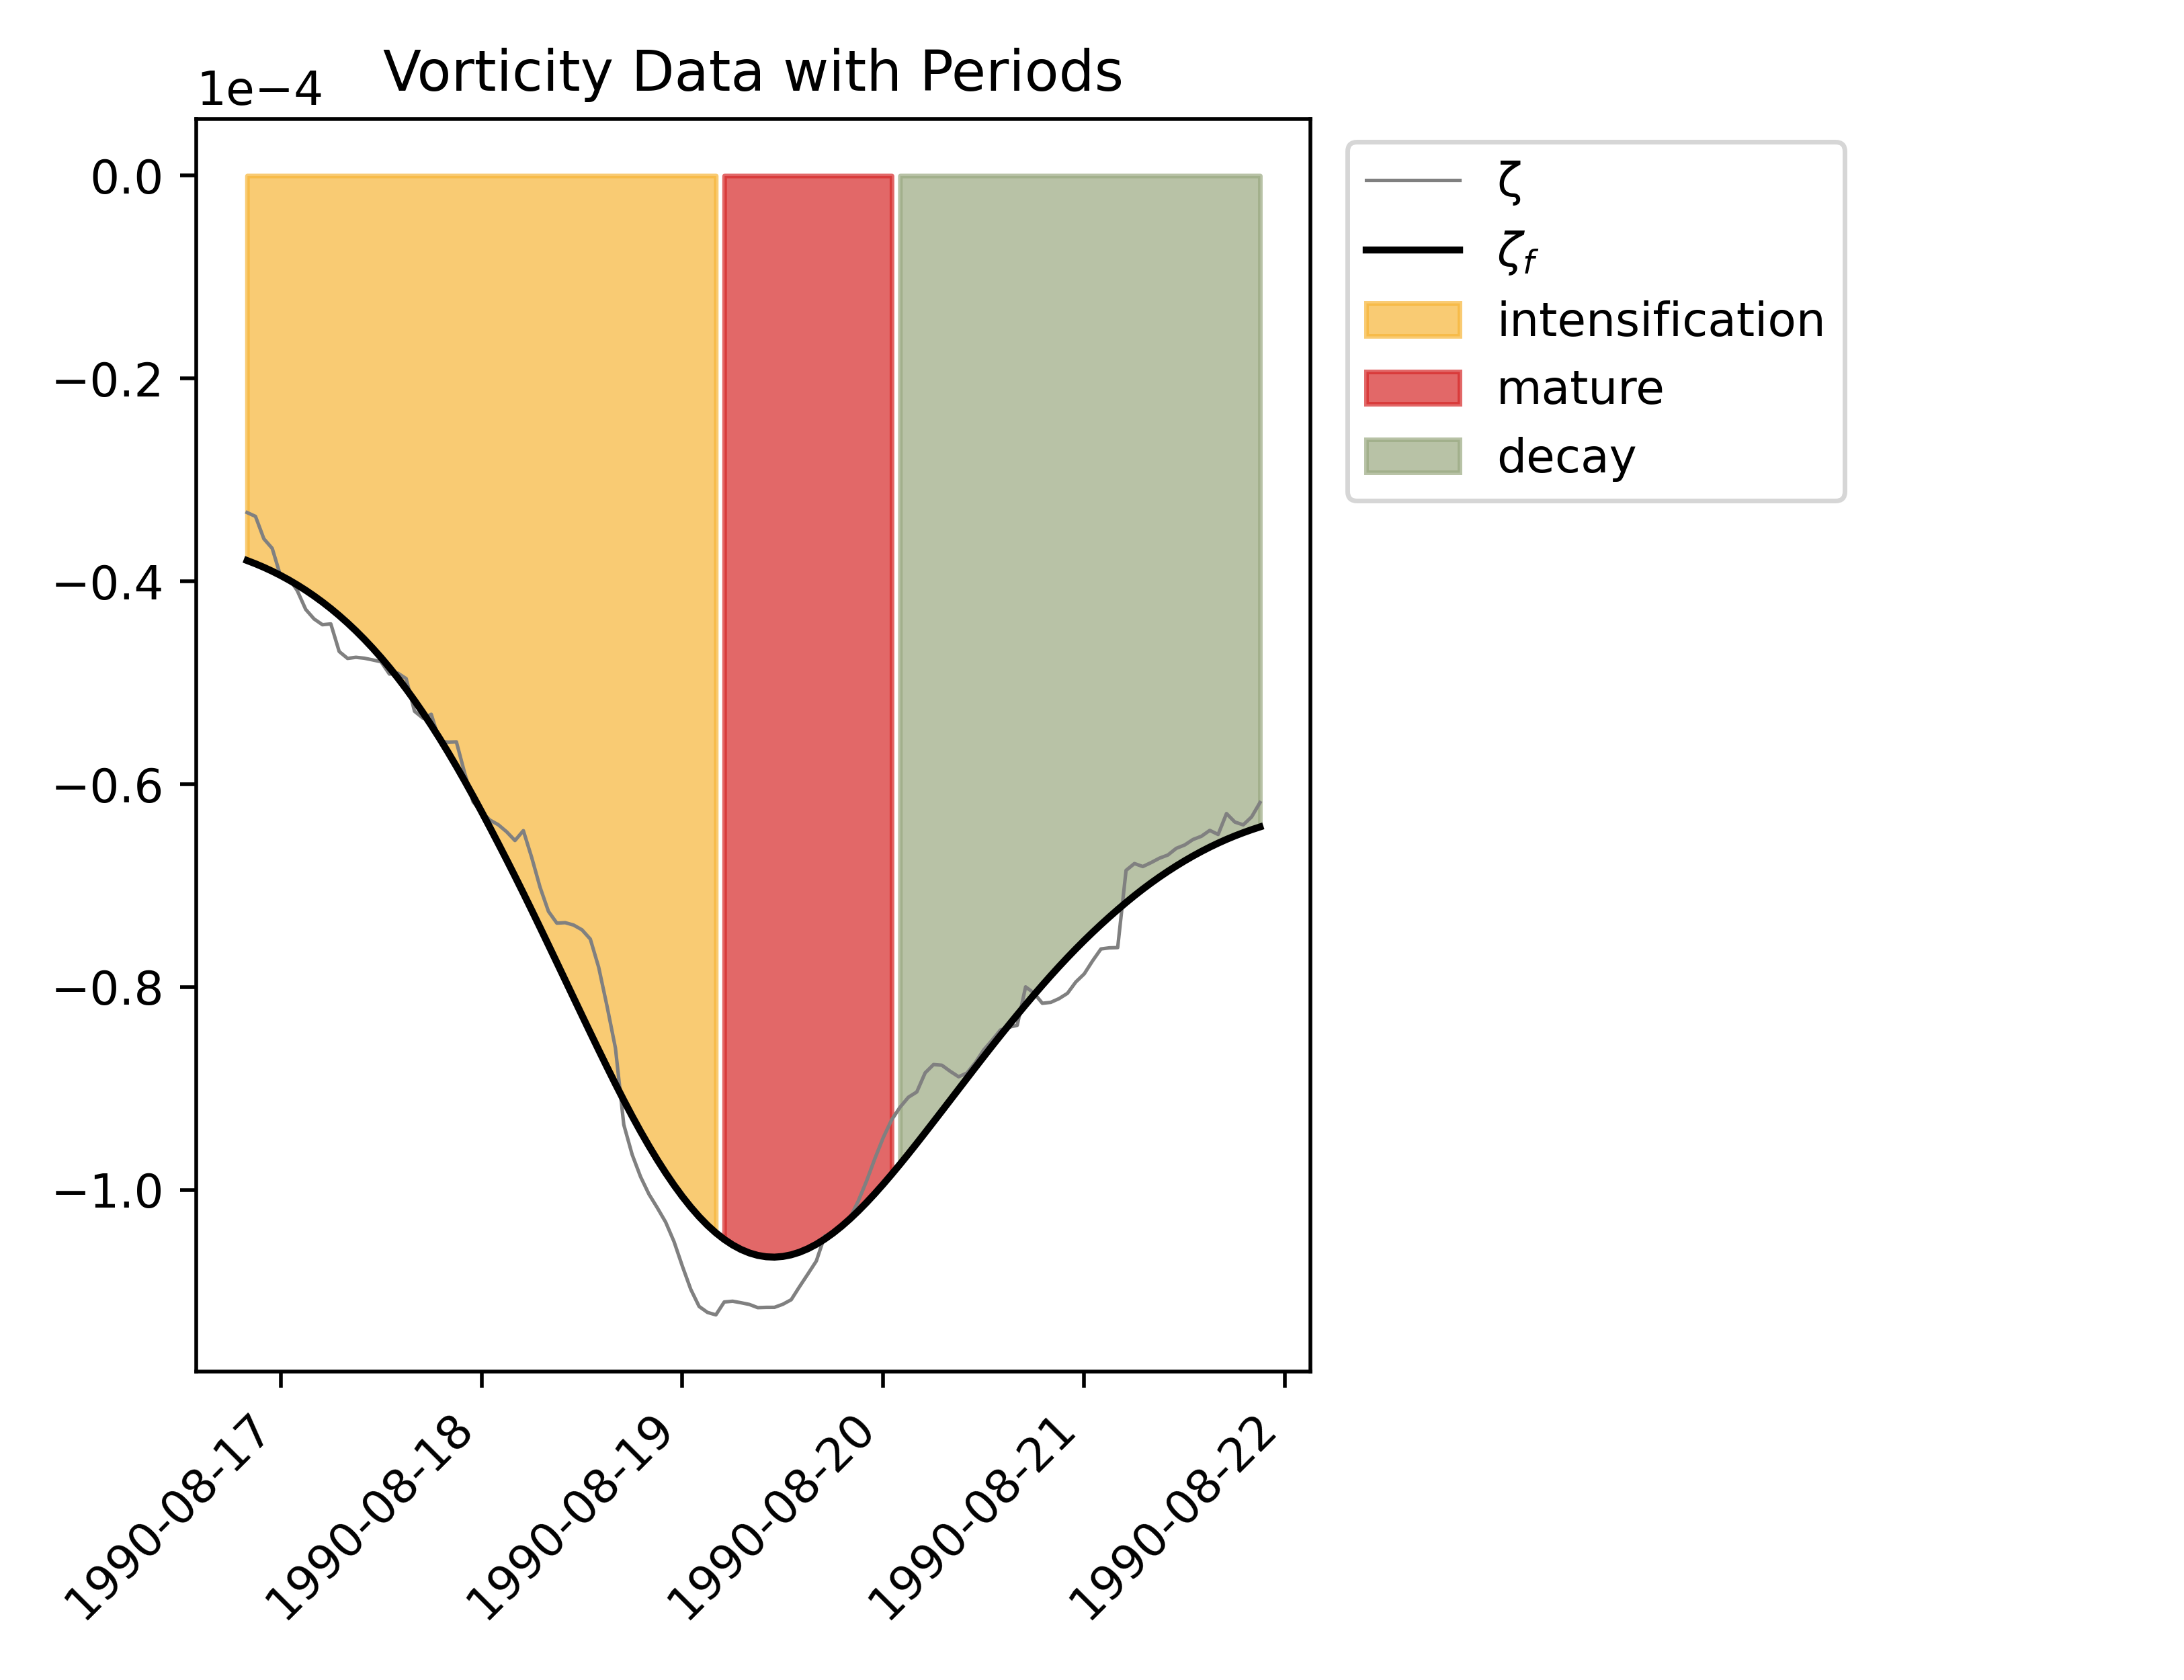 Vorticity Data with Periods
1e−4
0.0
−0.2
−0.4
−0.6
−0.8
−1.0
1990-08-17
1990-08-18
1990-08-19
1990-08-20
1990-08-21
1990-08-22
ζ
ζf
intensification
mature
decay